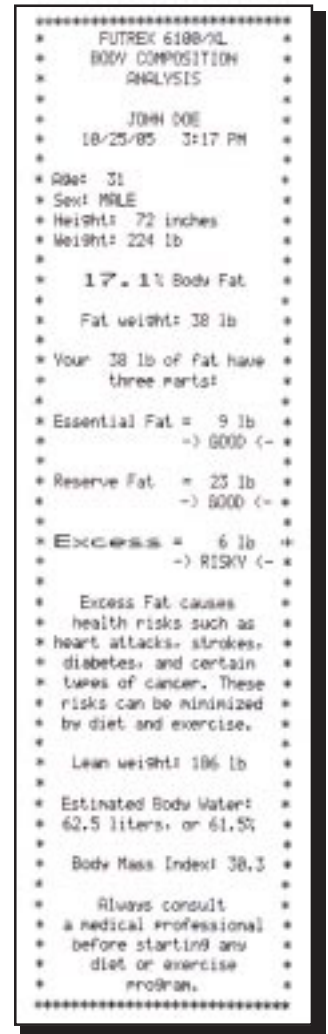 ************************************
* FUTREX 6100/XL *
* BODY COMPOSITION *
* ANALYSIS *
* *
* JOHN DOE *
* 10/25/05 3:17 PM *
* *
* Age: 31 *
* Sex: MALE *
* Height: 72 inches *
* Weight: 224 lb *
* *
* 17.1% Body Fat *
* *
* Fat weight: 38 lb *
* *
* Your 38 lb of fat have *
* three parts: *
* *
* Essential Fat = 9 lb *
* -> GOOD <- *
* *
* Reserve Fat = 23 lb *
* -> GOOD <- *
* *
* Excess = 6 lb *
* -> RISKY <- *
* *
* Excess Fat causes *
* health risks such as *
* heart attacks, strokes, *
* diabetes, and certain *
* types of cancer. These *
* risks can be minimized *
* by diet and exercise. *
* *
* Lean weight: 186 lb *
* *
* Estimated Body Water: *
* 62.5 liters, or 61.5% *
* *
* Body Mass Index: 30.3 *
* *
* Always consult *
* a medical professional *
* before starting any *
* diet or exercise *
* program. *
************************************